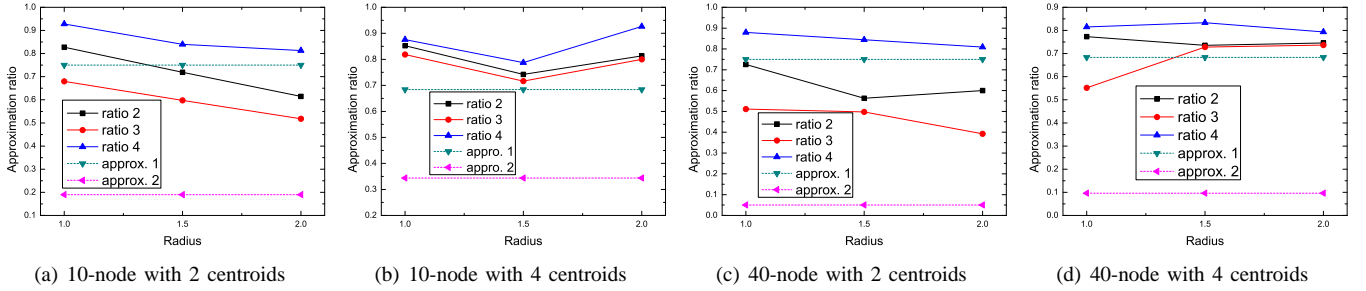 Approximation ratio
1.0
0.9
0.8
0.7
0.6
0.5
0.4
0.3
0.2
0.1
ratio 2
ratio 3
ratio 4
approx. 1
approx. 2
1.0 1.5 2.0
Radius
(a) 10-node with 2 centroids
Approximation ratio
1.0
0.9
0.8
0.7
0.6
0.5
0.4
0.3
0.2
ratio 2
ratio 3
ratio 4
appro. 1
appro. 2
1.0 1.5 2.0
Radius
(b) 10-node with 4 centroids
Approximation ratio
1.0
0.9
0.8
0.7
0.6
0.5
0.4
0.3
0.2
0.1
0.0
ratio 2
ratio 3
ratio 4
approx. 1
approx. 2
1.0 1.5 2.0
Radius
(c) 40-node with 2 centroids
Approximation ratio
0.9
0.8
0.7
0.6
0.5
0.4
0.3
0.2
0.1
0.0
ratio 2
ratio 3
ratio 4
approx. 1
approx. 2
1.0 1.5 2.0
Radius
(d) 40-node with 4 centroids